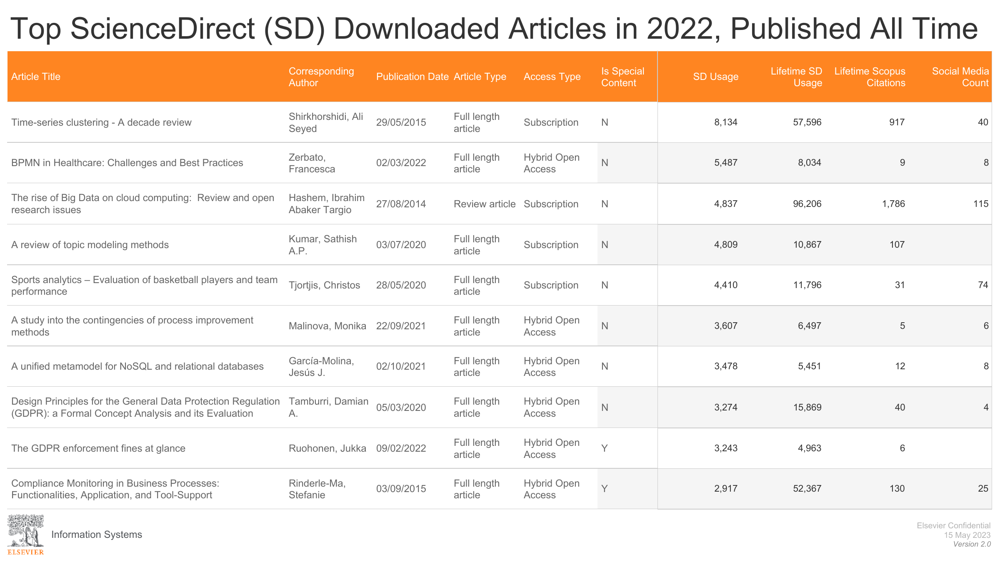 Top ScienceDirect (SD) Downloaded Articles in 2022, Published All Time
Article Title Corresponding Author Publication Date Article Type Access Type Is Special Content SD Usage Lifetime SD Usage Lifetime Scopus Citations Social Media Count
Time-series clustering - A decade review Shirkhorshidi, Ali Seyed 29/05/2015 Full length article Subscription N 8,134 57,596 917 40
BPMN in Healthcare: Challenges and Best Practices Zerbato, Francesca 02/03/2022 Full length article Hybrid Open Access N 5,487 8,034 9 8
The rise of Big Data on cloud computing:  Review and open research issues Hashem, Ibrahim Abaker Targio 27/08/2014 Review article Subscription N 4,837 96,206 1,786 115
A review of topic modeling methods Kumar, Sathish A.P. 03/07/2020 Full length article Subscription N 4,809 10,867 107
Sports analytics – Evaluation of basketball players and team performance Tjortjis, Christos 28/05/2020 Full length article Subscription N 4,410 11,796 31 74
A study into the contingencies of process improvement methods Malinova, Monika 22/09/2021 Full length article Hybrid Open Access N 3,607 6,497 5 6
A unified metamodel for NoSQL and relational databases García-Molina, Jesús J. 02/10/2021 Full length article Hybrid Open Access N 3,478 5,451 12 8
Design Principles for the General Data Protection Regulation (GDPR): a Formal Concept Analysis and its Evaluation Tamburri, Damian A. 05/03/2020 Full length article Hybrid Open Access N 3,274 15,869 40 4
The GDPR enforcement fines at glance Ruohonen, Jukka 09/02/2022 Full length article Hybrid Open Access Y 3,243 4,963 6
Compliance Monitoring in Business Processes: Functionalities, Application, and Tool-Support Rinderle-Ma, Stefanie 03/09/2015 Full length article Hybrid Open Access Y 2,917 52,367 130 25
ELSEVIER
Information Systems
Elsevier Confidential
15 May 2023
Version 2.0